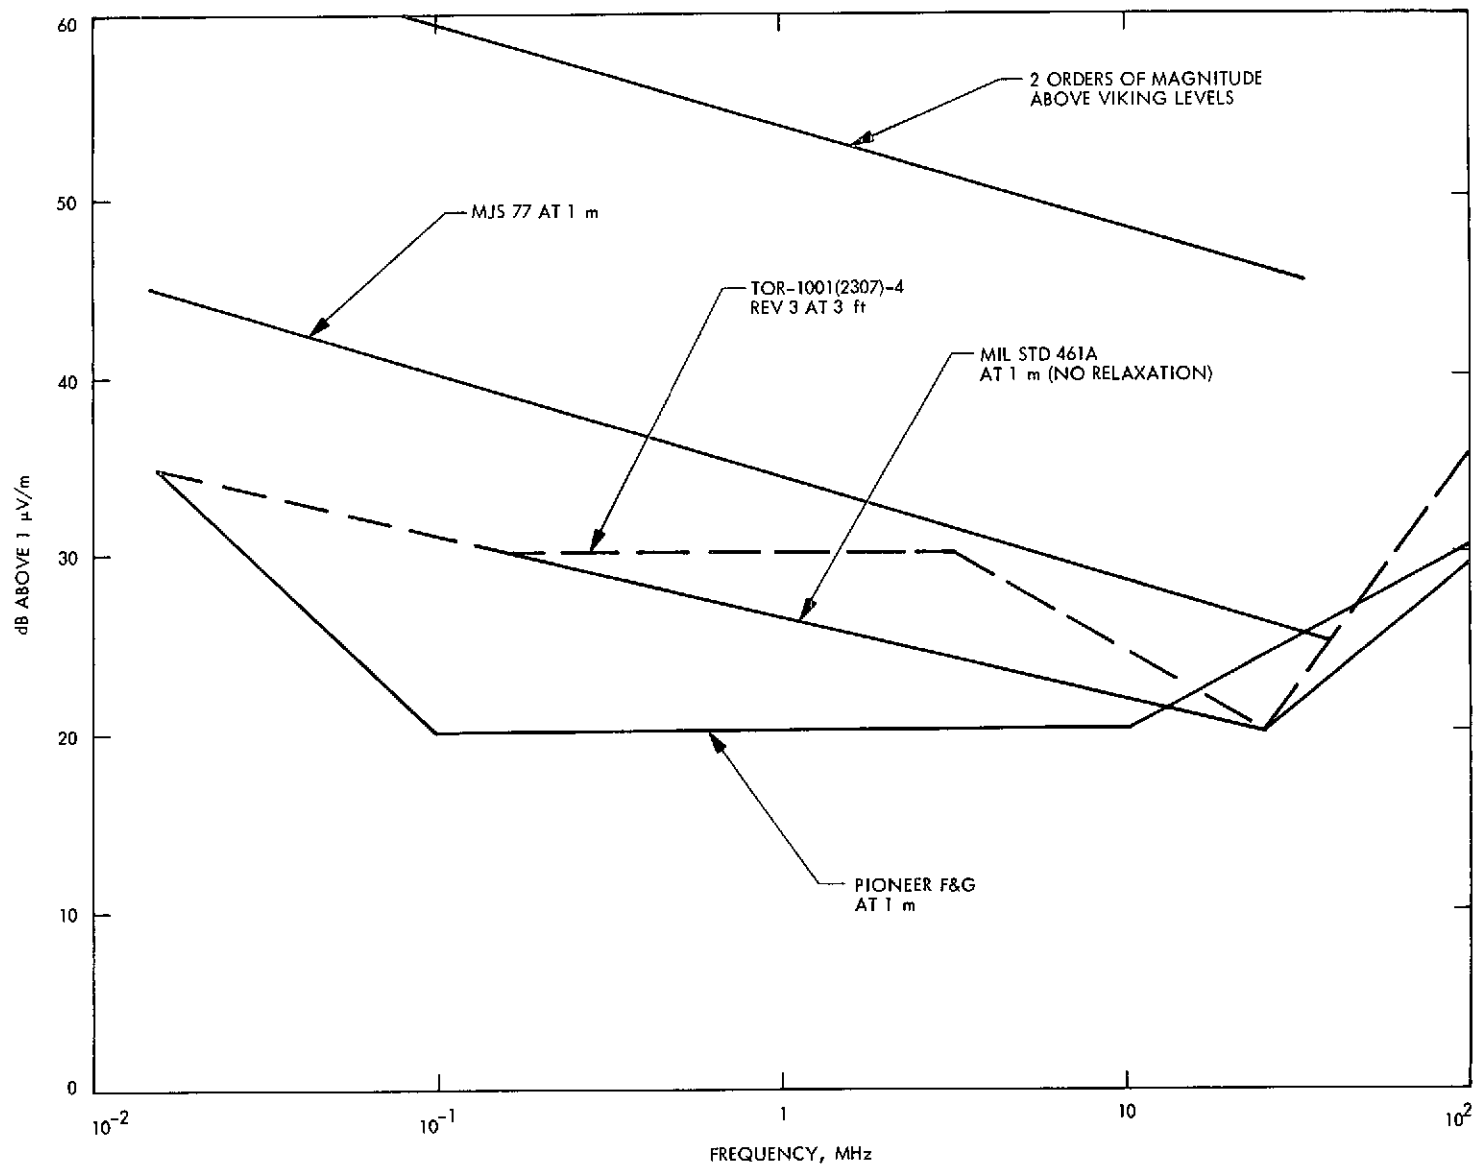 60
50
40
30
20
10
0
dB ABOVE 1 μV/m
2 ORDERS OF MAGNITUDE
ABOVE VIKING LEVELS
MJS 77 AT 1 m
TOR-1001(2307)-4
REV 3 AT 3 ft
MIL STD 461A
AT 1 m (NO RELAXATION)
PIONEER F&G
AT 1 m
10⁻²
10⁻¹
1
10
10²
FREQUENCY, MHz